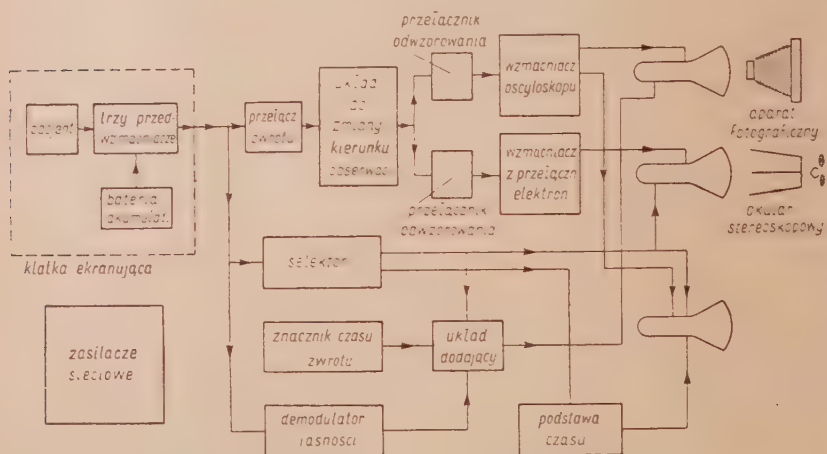 przełącznik
odwzorowania
pacjent
trzy przed-
wzmacniacze
bateria
akumulat.
klatka ekranująca
przełącz
zwrotu
układ
do
zmiany
kierunku
obserwac
wzmacniacz
oscyloskopu
wzmacniacz
z przełączn
elektron
przełącznik
odwzorowania
aparat
fotograficzny
okular
stereoskopowy
selektor
znacznik czasu
zwrotu
układ
dodający
zasilacze
sieciowe
demodulator
jasności
podstawa
czasu